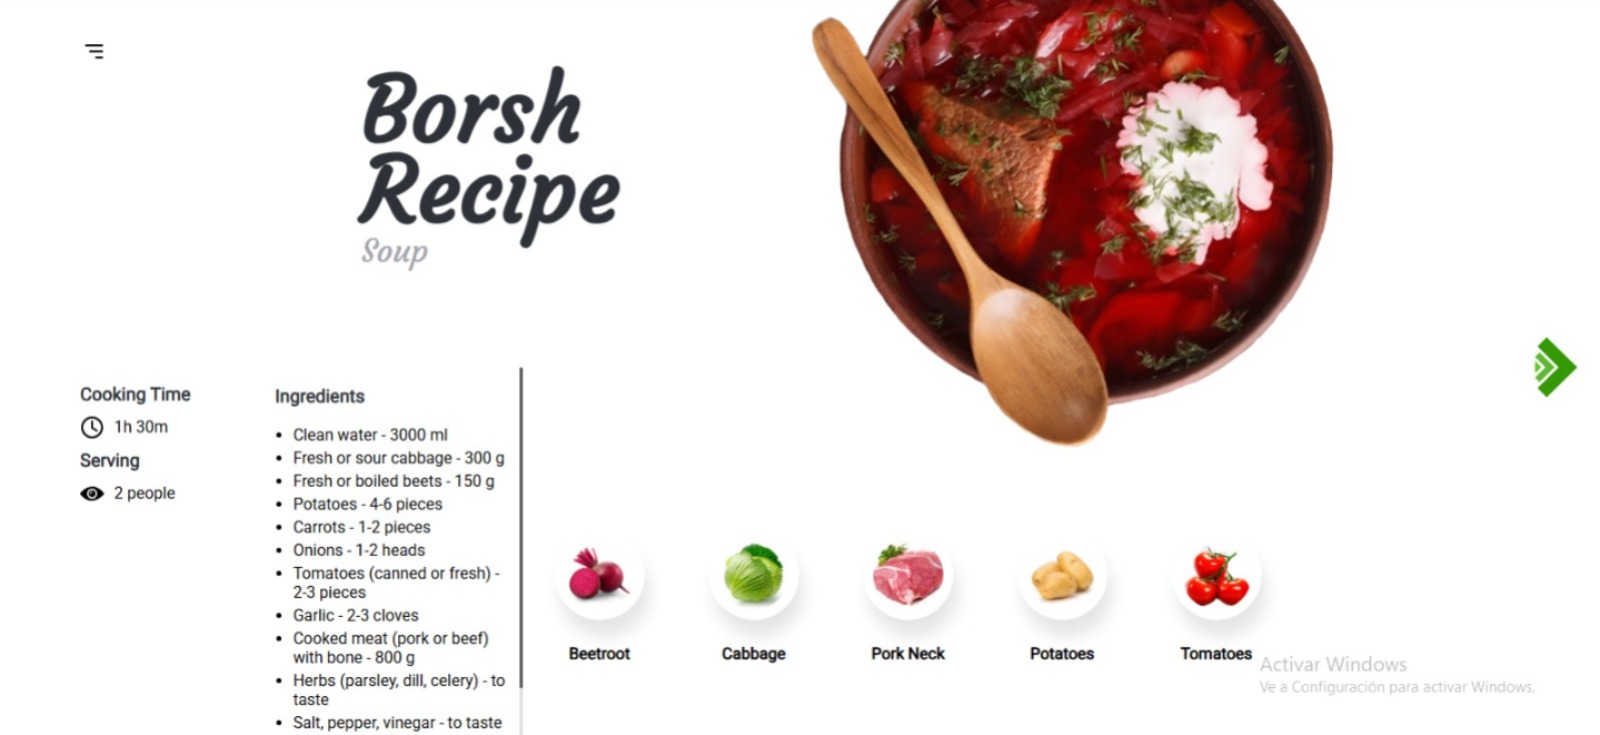 Borsh
Recipe
Soup
Cooking Time
1h 30m
Serving
2 people
Ingredients
Clean water - 3000 ml
Fresh or sour cabbage - 300 g
Fresh or boiled beets - 150 g
Potatoes - 4-6 pieces
Carrots - 1-2 pieces
Onions - 1-2 heads
Tomatoes (canned or fresh) -
2-3 pieces
Garlic - 2-3 cloves
Cooked meat (pork or beef)
with bone - 800 g
Herbs (parsley, dill, celery) - to
taste
Salt, pepper, vinegar - to taste
Beetroot
Cabbage
Pork Neck
Potatoes
Tomatoes
Activar Windows
Ve a Configuración para activar Windows.